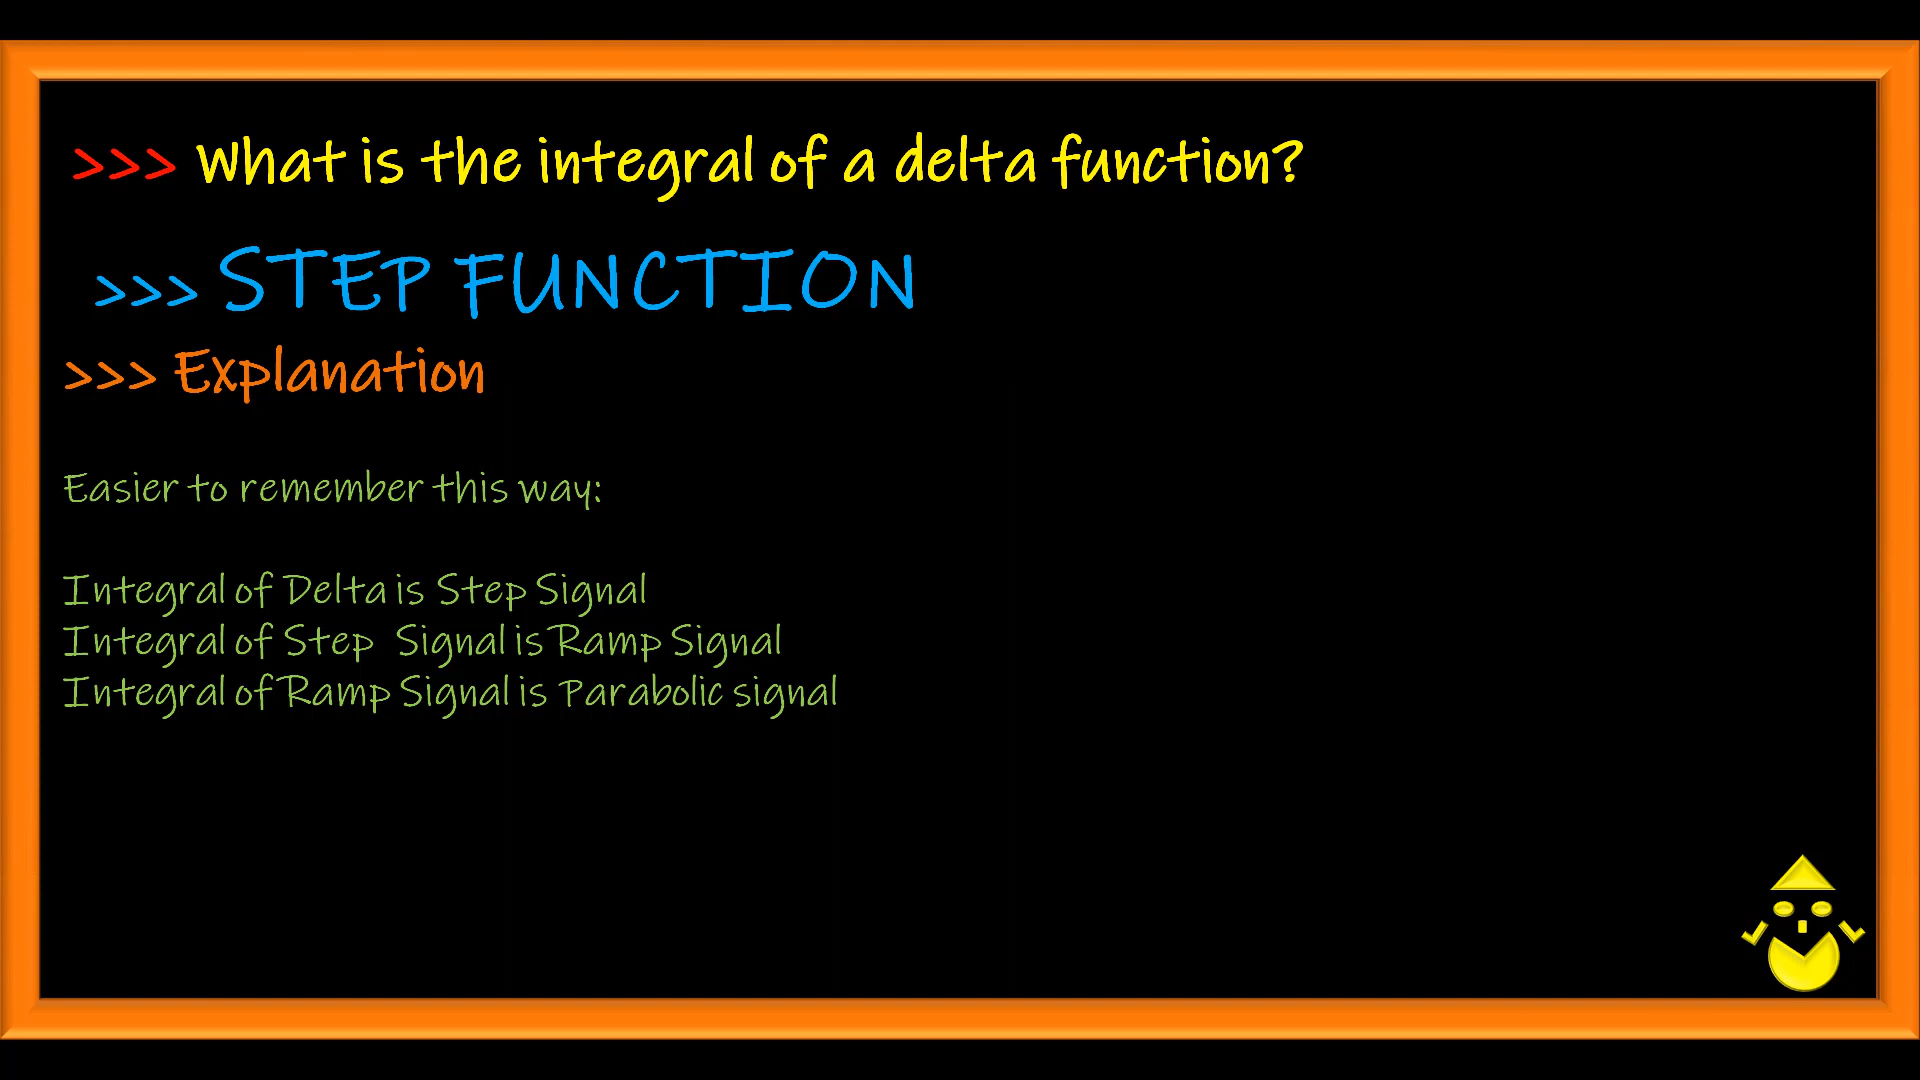 >>> What is the integral of a delta function?
>>> STEP FUNCTION
>>> Explanation
Easier to remember this way:
Integral of Delta is Step Signal
Integral of Step  Signal is Ramp Signal
Integral of Ramp Signal is Parabolic signal